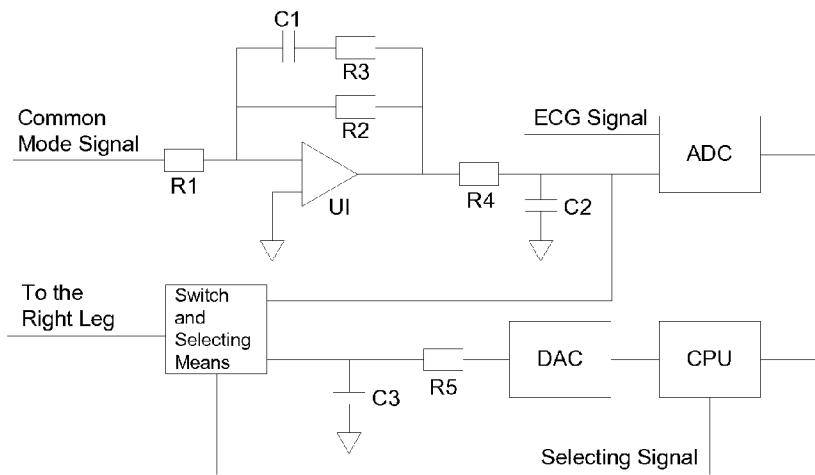 C1
R3
Common
Mode Signal
R2
ECG Signal
ADC
R1
UI
R4
C2
To the
Right Leg
Switch
and
Selecting
Means
DAC
CPU
C3
R5
Selecting Signal